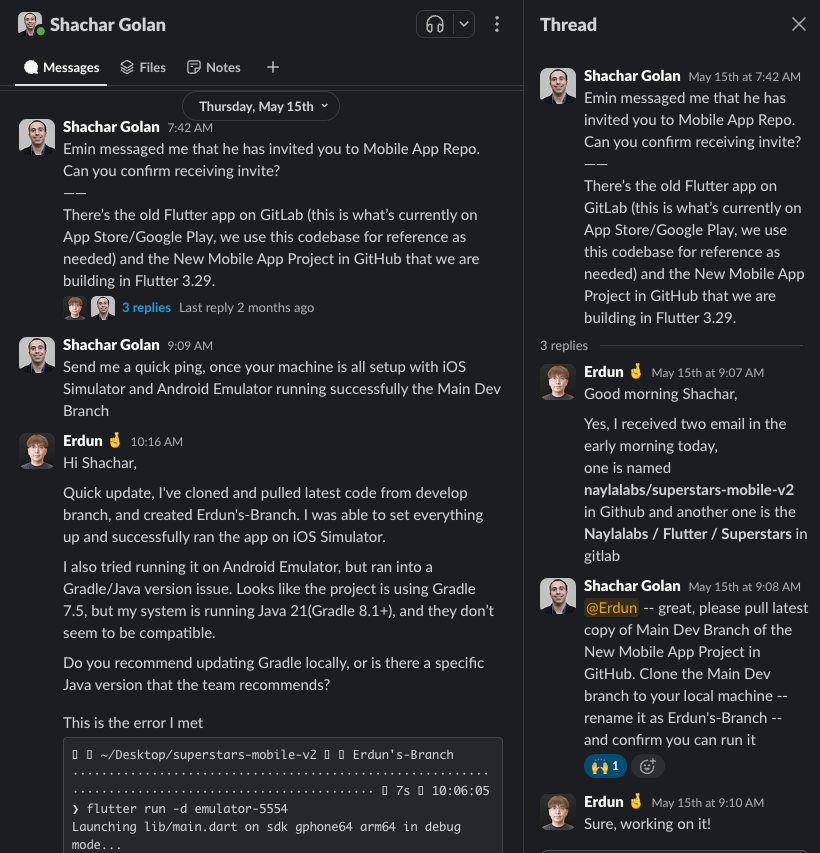 Shachar Golan
Messages
Files
Notes
Thursday, May 15th
Shachar Golan 7:42 AM
Emin messaged me that he has invited you to Mobile App Repo.
Can you confirm receiving invite?
——
There's the old Flutter app on GitLab (this is what's currently on
App Store/Google Play, we use this codebase for reference as
needed) and the New Mobile App Project in GitHub that we are
building in Flutter 3.29.
3 replies Last reply 2 months ago
Shachar Golan 9:09 AM
Send me a quick ping, once your machine is all setup with iOS
Simulator and Android Emulator running successfully the Main Dev
Branch
Erdun 🤞 10:16 AM
Hi Shachar,
Quick update, I've cloned and pulled latest code from develop
branch, and created Erdun's-Branch. I was able to set everything
up and successfully ran the app on iOS Simulator.
I also tried running it on Android Emulator, but ran into a
Gradle/Java version issue. Looks like the project is using Gradle
7.5, but my system is running Java 21(Gradle 8.1+), and they don't
seem to be compatible.
Do you recommend updating Gradle locally, or is there a specific
Java version that the team recommends?
This is the error I met
~/Desktop/superstars-mobile-v2 Erdun's-Branch
7s 10:06:05
❯ flutter run -d emulator-5554
Launching lib/main.dart on sdk gphone64 arm64 in debug
mode...
Thread
Shachar Golan May 15th at 7:42 AM
Emin messaged me that he has
invited you to Mobile App Repo.
Can you confirm receiving invite?
——
There's the old Flutter app on
GitLab (this is what's currently on
App Store/Google Play, we use
this codebase for reference as
needed) and the New Mobile App
Project in GitHub that we are
building in Flutter 3.29.
3 replies
Erdun 🤞 May 15th at 9:07 AM
Good morning Shachar,
Yes, I received two email in the
early morning today,
one is named
naylalabs/superstars-mobile-v2
in Github and another one is the
Naylalabs / Flutter / Superstars in
gitlab
Shachar Golan May 15th at 9:08 AM
@Erdun -- great, please pull latest
copy of Main Dev Branch of the
New Mobile App Project in
GitHub. Clone the Main Dev
branch to your local machine --
rename it as Erdun's-Branch --
and confirm you can run it
🙌 1
Erdun 🤞 May 15th at 9:10 AM
Sure, working on it!